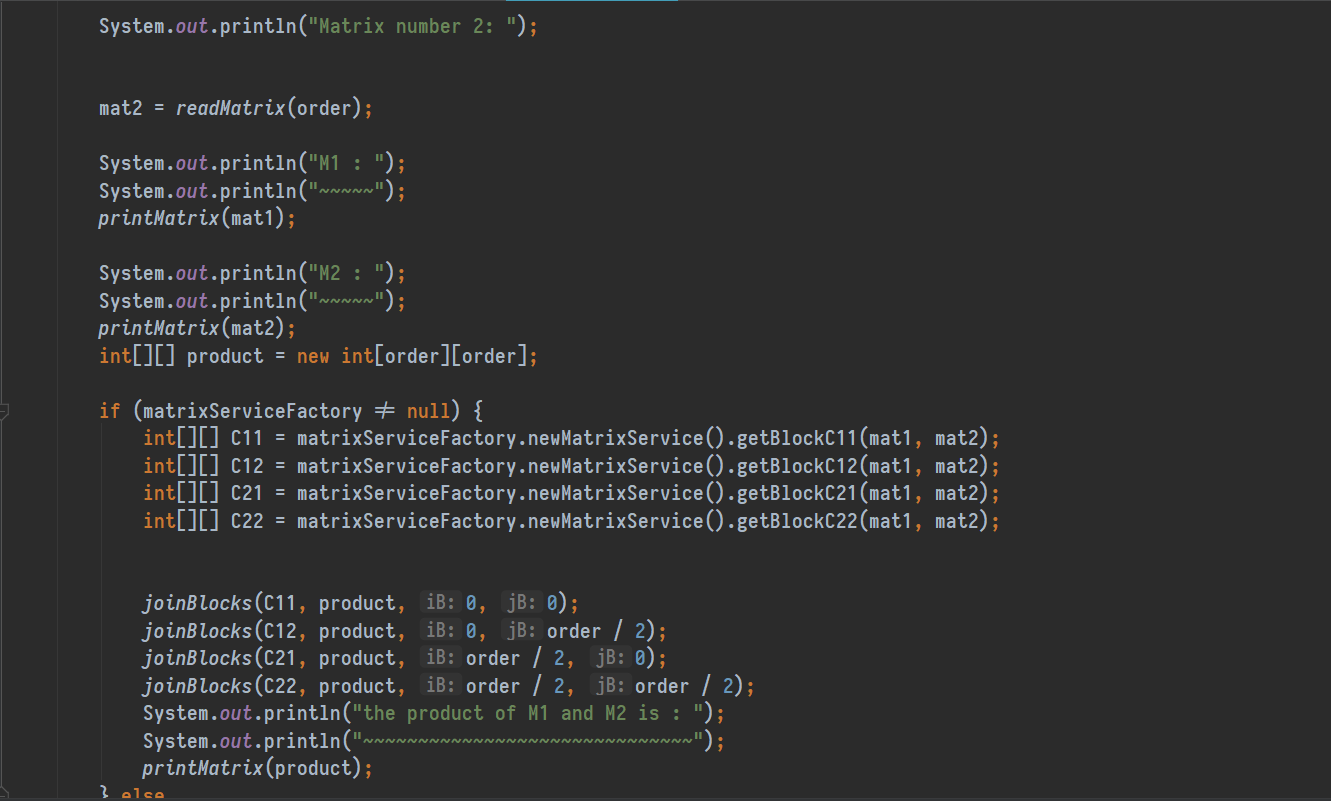 System.out.println("Matrix number 2: ");
mat2 = readMatrix(order);
System.out.println("M1 : ");
System.out.println("~~~~~");
printMatrix(mat1);
System.out.println("M2 : ");
System.out.println("~~~~~");
printMatrix(mat2);
int[][] product = new int[order][order];
if (matrixServiceFactory ≠ null) {
int[][] C11 = matrixServiceFactory.newMatrixService().getBlockC11(mat1, mat2);
int[][] C12 = matrixServiceFactory.newMatrixService().getBlockC12(mat1, mat2);
int[][] C21 = matrixServiceFactory.newMatrixService().getBlockC21(mat1, mat2);
int[][] C22 = matrixServiceFactory.newMatrixService().getBlockC22(mat1, mat2);
joinBlocks(C11, product, iB: 0, jB: 0);
joinBlocks(C12, product, iB: 0, jB: order / 2);
joinBlocks(C21, product, iB: order / 2, jB: 0);
joinBlocks(C22, product, iB: order / 2, jB: order / 2);
System.out.println("the product of M1 and M2 is : ");
System.out.println("~~~~~~~~~~~~~~~~~~~~~~~~~~~~~~");
printMatrix(product);
} else